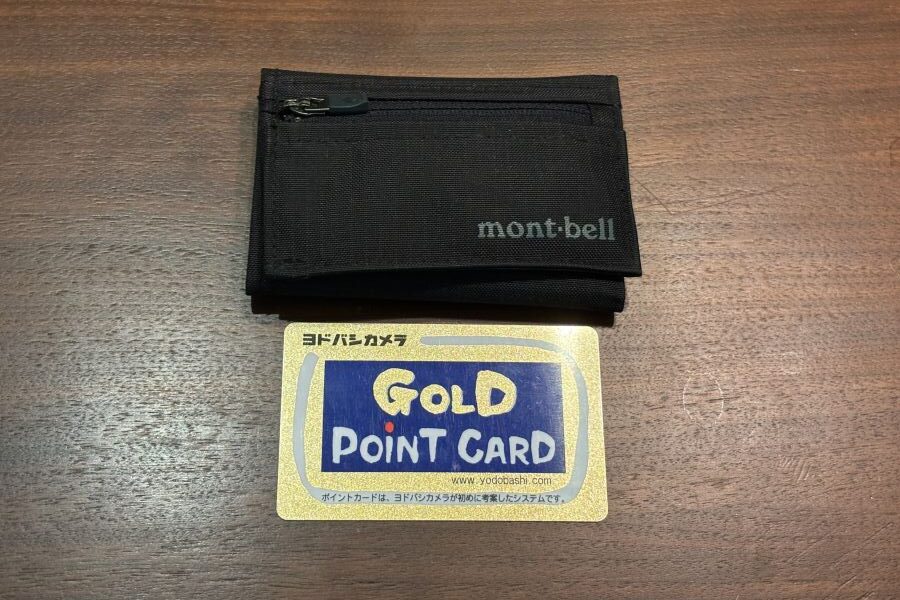 mont-bell
ヨドバシカメラ
GOLD
POINT CARD
www.yodobashi.com
ポイントカードは、ヨドバシカメラが初めに考案したシステムです。